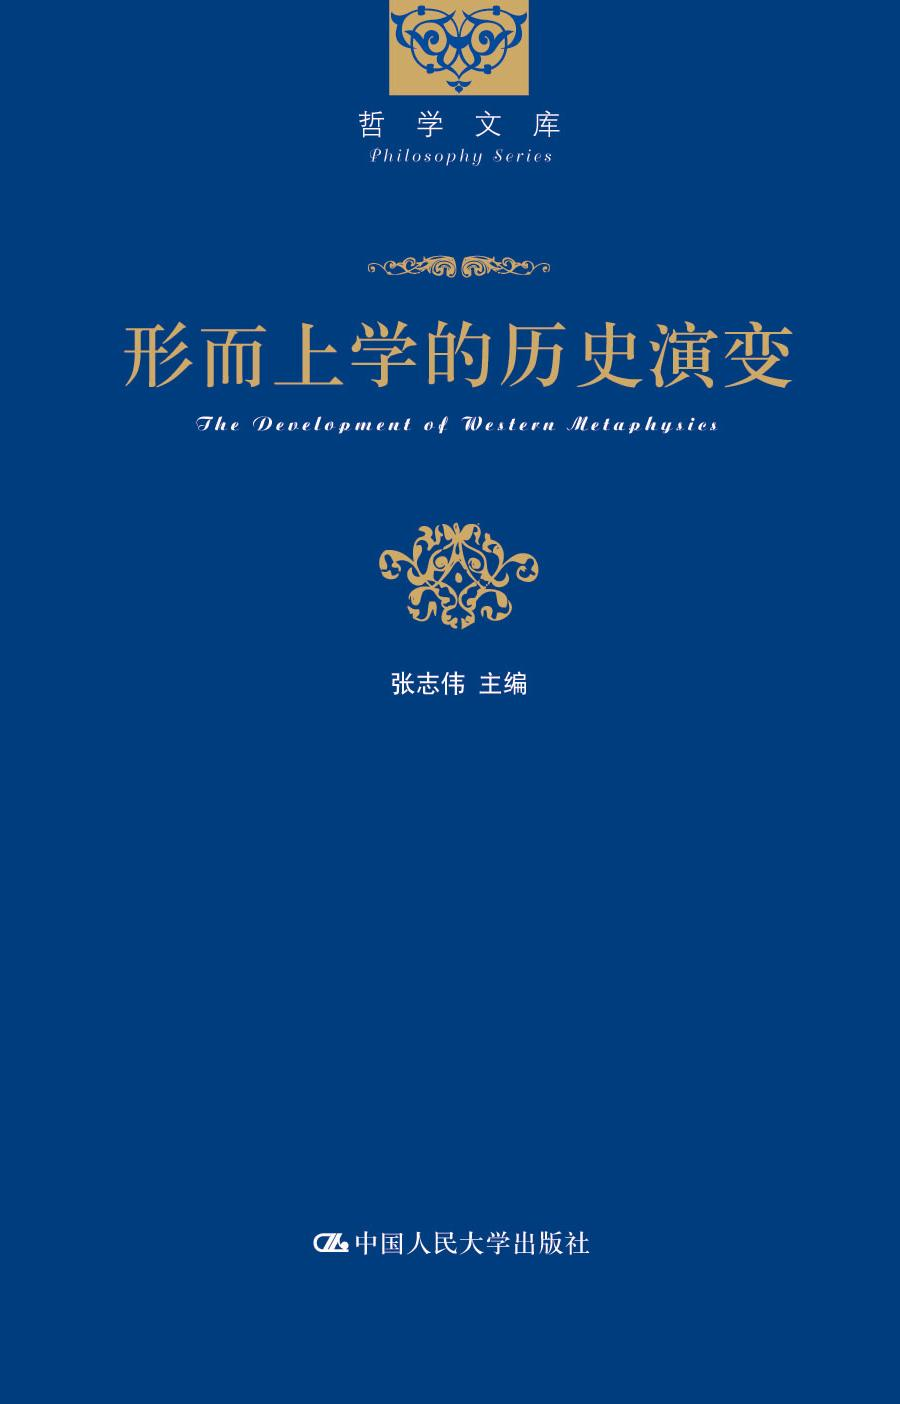 哲学文库
Philosophy Series
形而上学的历史演变
The Development of Western Metaphysics
张志伟 主编
中国人民大学出版社